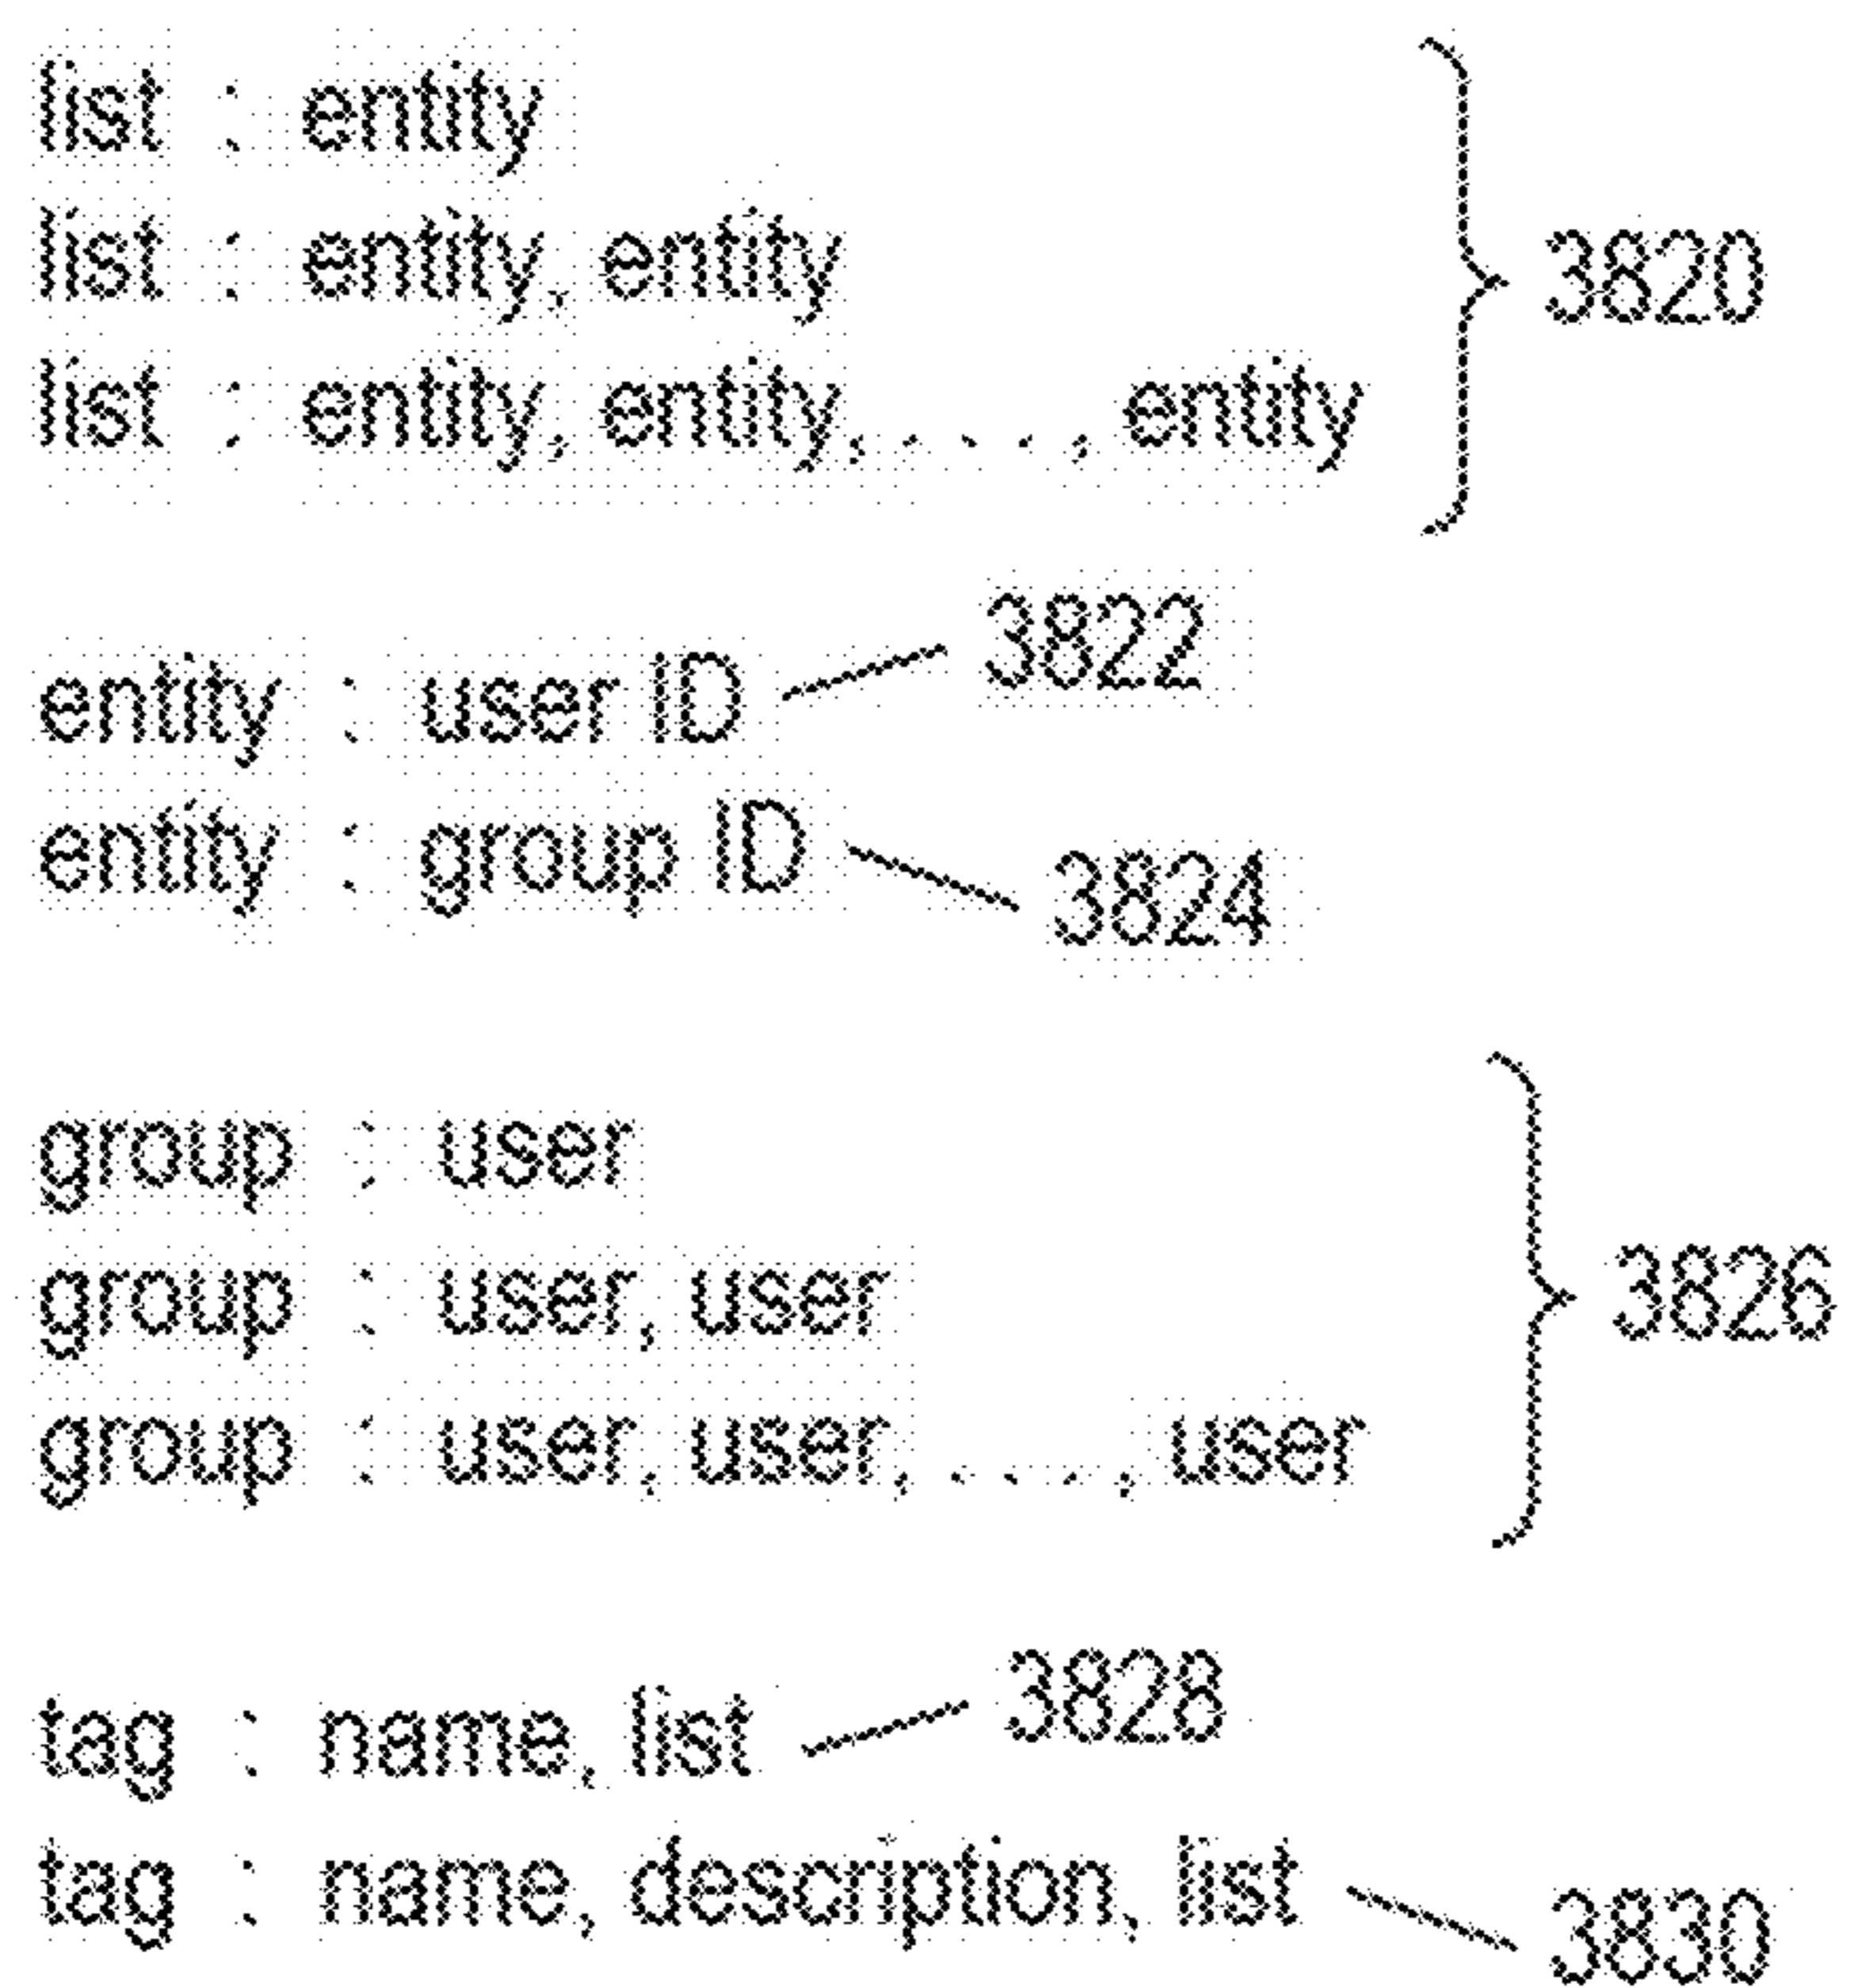 list : entity
list : entity, entity
list : entity, entity, . . . , entity
3820
entity : user ID
3822
entity : group ID
3824
group : user
group : user, user
group : user, user, . . . , user
3826
tag : name, list
3828
tag : name, description, list
3830